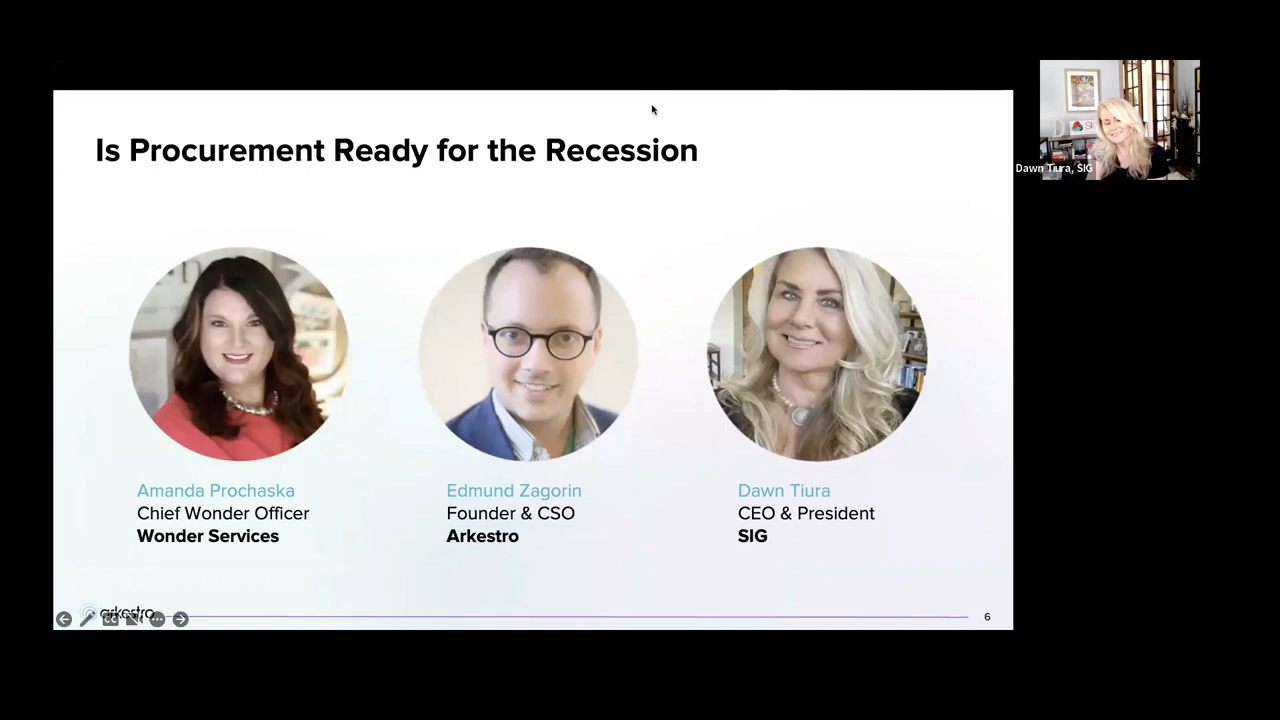 Is Procurement Ready for the Recession
Amanda Prochaska
Chief Wonder Officer
Wonder Services
Edmund Zagorin
Founder & CSO
Arkestro
Dawn Tiura
CEO & President
SIG
arkestro
6
Dawn Tiura, SIG